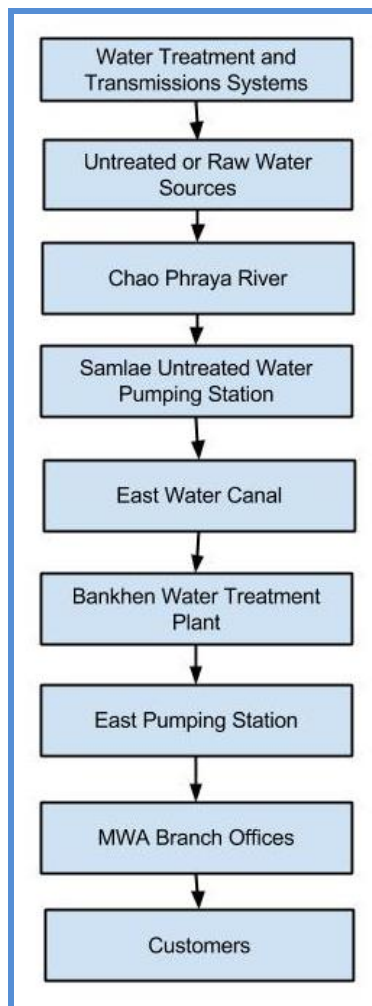 Water Treatment and
Transmissions Systems
Untreated or Raw Water
Sources
Chao Phraya River
Samlae Untreated Water
Pumping Station
East Water Canal
Bankhen Water Treatment
Plant
East Pumping Station
MWA Branch Offices
Customers